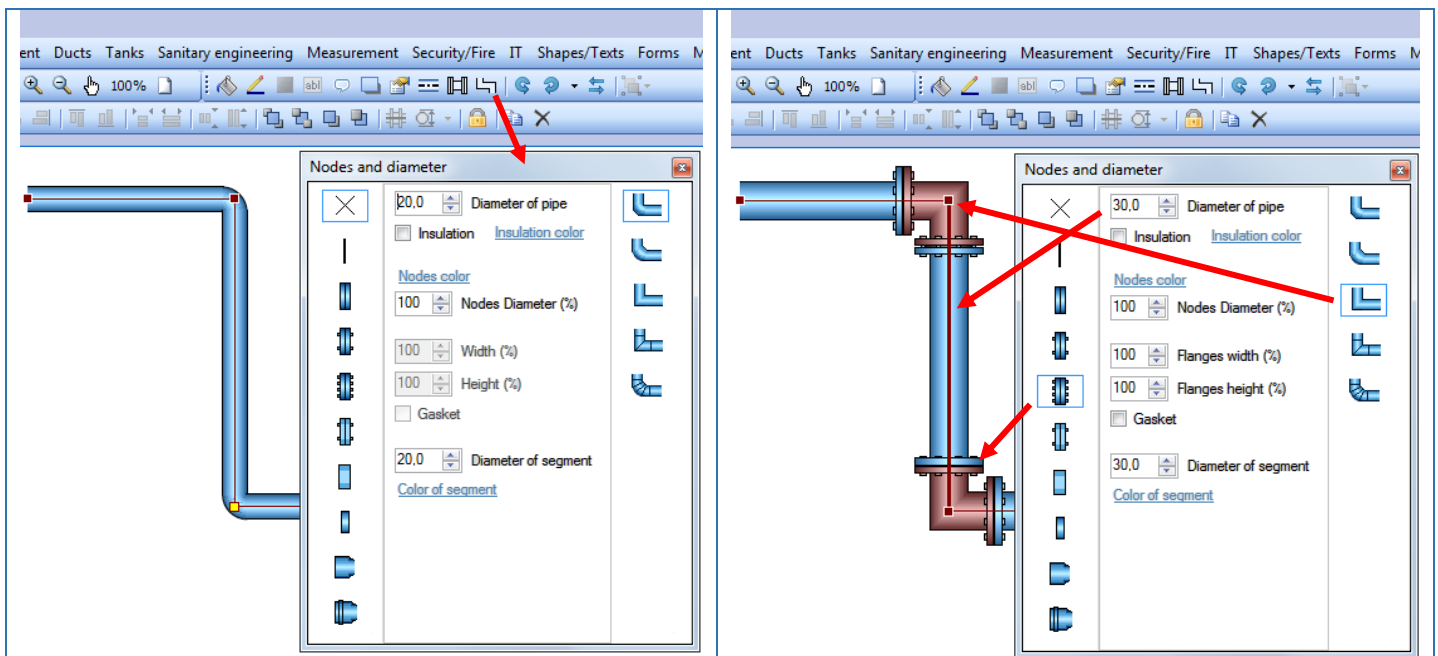 ent Ducts Tanks Sanitary engineering Measurement Security/Fire IT Shapes/Texts Forms M
100% abl
Nodes and diameter
20,0 Diameter of pipe
Insulation Insulation color
Nodes color
100 Nodes Diameter (%)
100 Width (%)
100 Height (%)
Gasket
20,0 Diameter of segment
Color of segment
ent Ducts Tanks Sanitary engineering Measurement Security/Fire IT Shapes/Texts Forms M
100% abl
Nodes and diameter
30,0 Diameter of pipe
Insulation Insulation color
Nodes color
100 Nodes Diameter (%)
100 Flanges width (%)
100 Flanges height (%)
Gasket
30,0 Diameter of segment
Color of segment